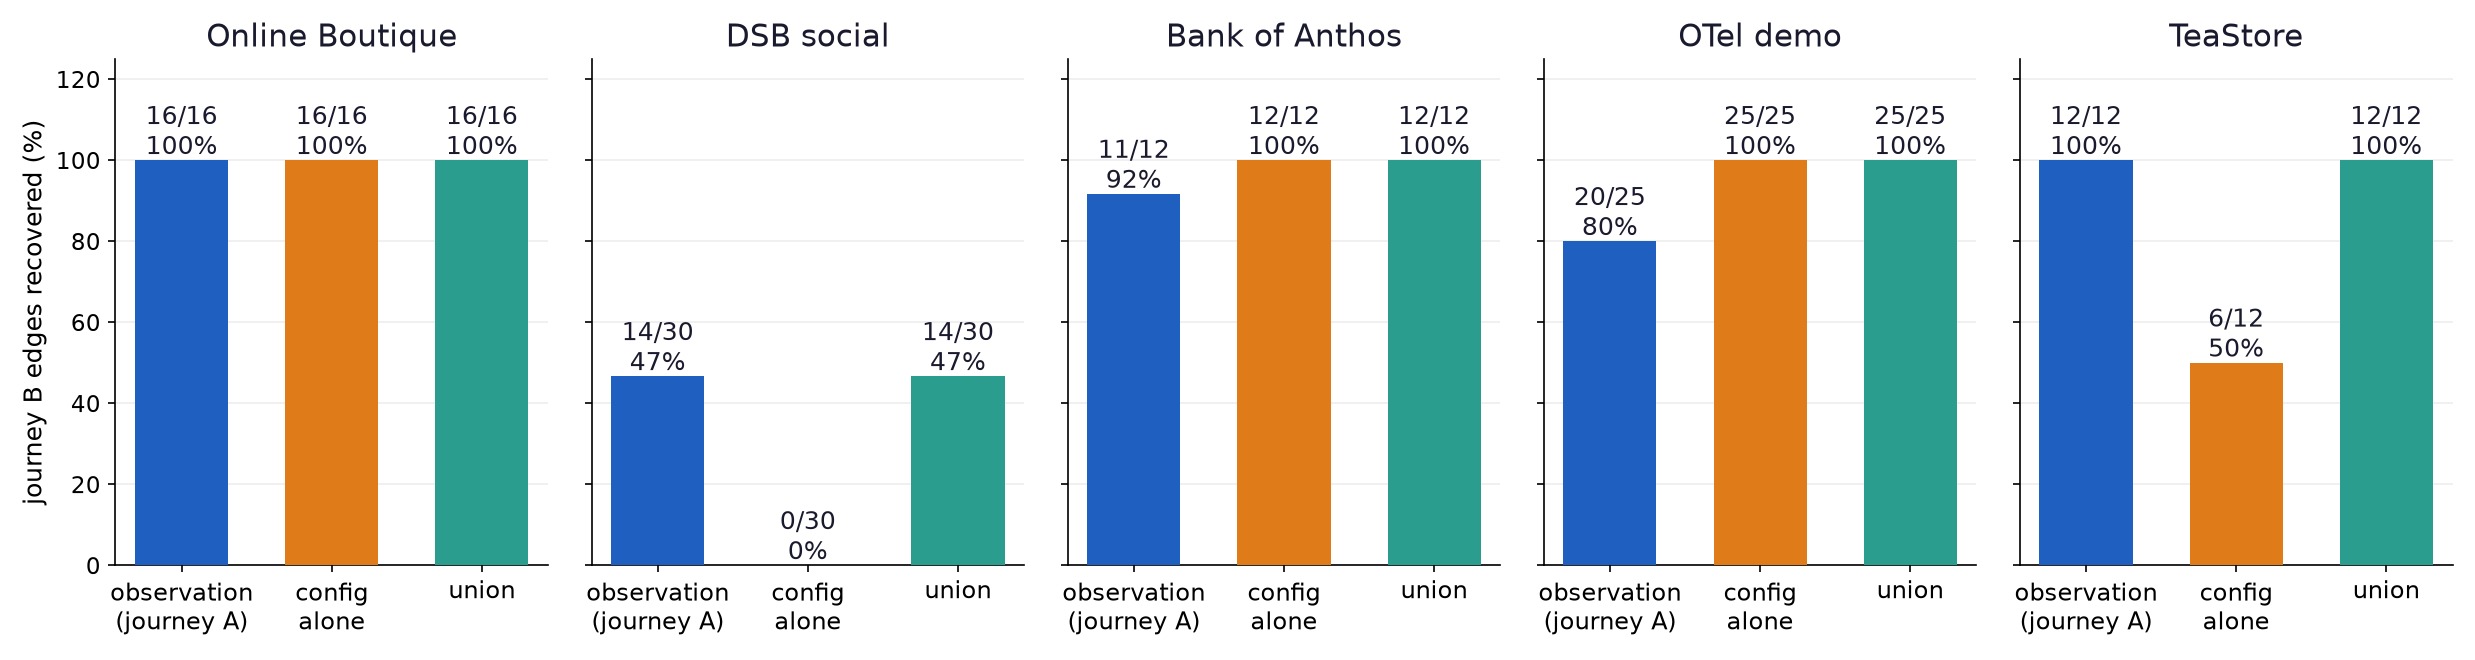 Online Boutique
DSB social
Bank of Anthos
OTel demo
TeaStore
journey B edges recovered (%)
120
100
80
60
40
20
0
16/16
100%
16/16
100%
16/16
100%
observation
(journey A)
config
alone
union
14/30
47%
0/30
0%
14/30
47%
observation
(journey A)
config
alone
union
11/12
92%
12/12
100%
12/12
100%
observation
(journey A)
config
alone
union
20/25
80%
25/25
100%
25/25
100%
observation
(journey A)
config
alone
union
12/12
100%
6/12
50%
12/12
100%
observation
(journey A)
config
alone
union